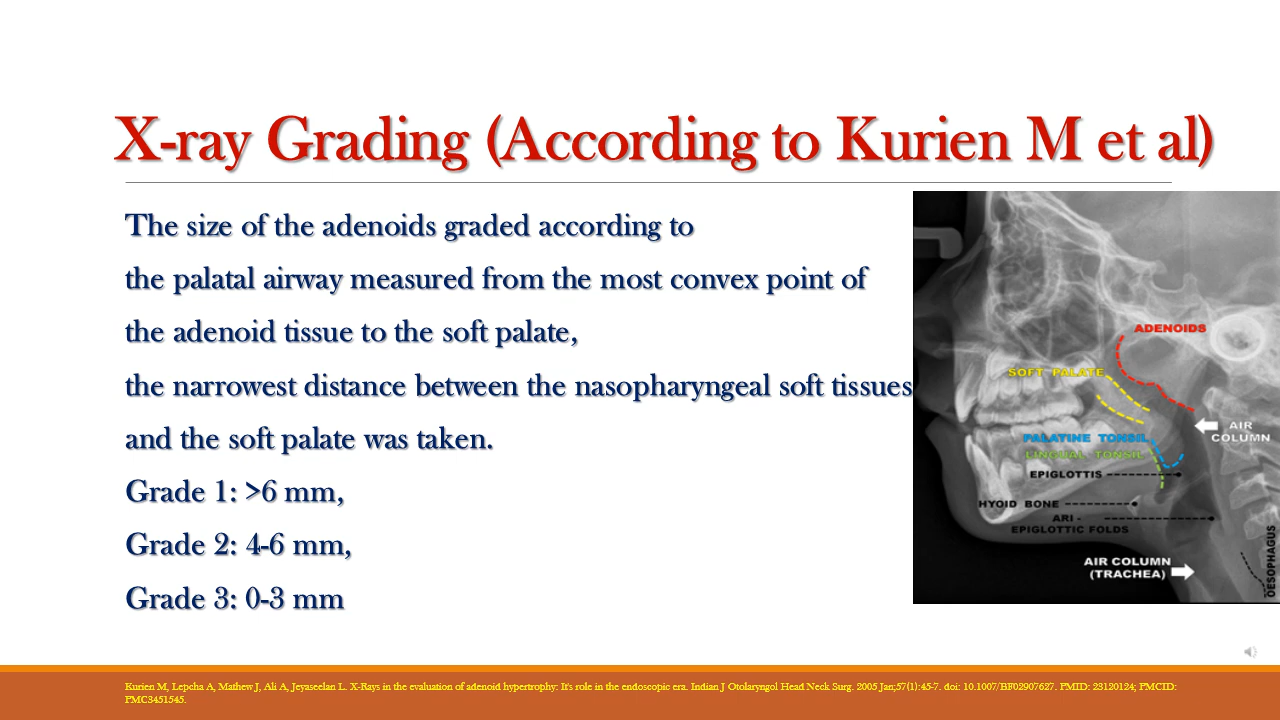 X-ray Grading (According to Kurien M et al)
The size of the adenoids graded according to
the palatal airway measured from the most convex point of
the adenoid tissue to the soft palate,
the narrowest distance between the nasopharyngeal soft tissues
and the soft palate was taken.
Grade 1: >6 mm,
Grade 2: 4-6 mm,
Grade 3: 0-3 mm
ADENOIDS
SOFT PALATE
AIR
COLUMN
PALATINE TONSIL
LINGUAL TONSIL
EPIGLOTTIS
HYOID BONE
ARI -
EPIGLOTTIC FOLDS
AIR COLUMN
(TRACHEA)
OESOPHAGUS
Kurien M, Lepcha A, Mathew J, Ali A, Jeyaseelan L. X-Rays in the evaluation of adenoid hypertrophy: It's role in the endoscopic era. Indian J Otolaryngol Head Neck Surg. 2005 Jan;57(1):45-7. doi: 10.1007/BF02907627. PMID: 23120124; PMCID:
PMC3451545.